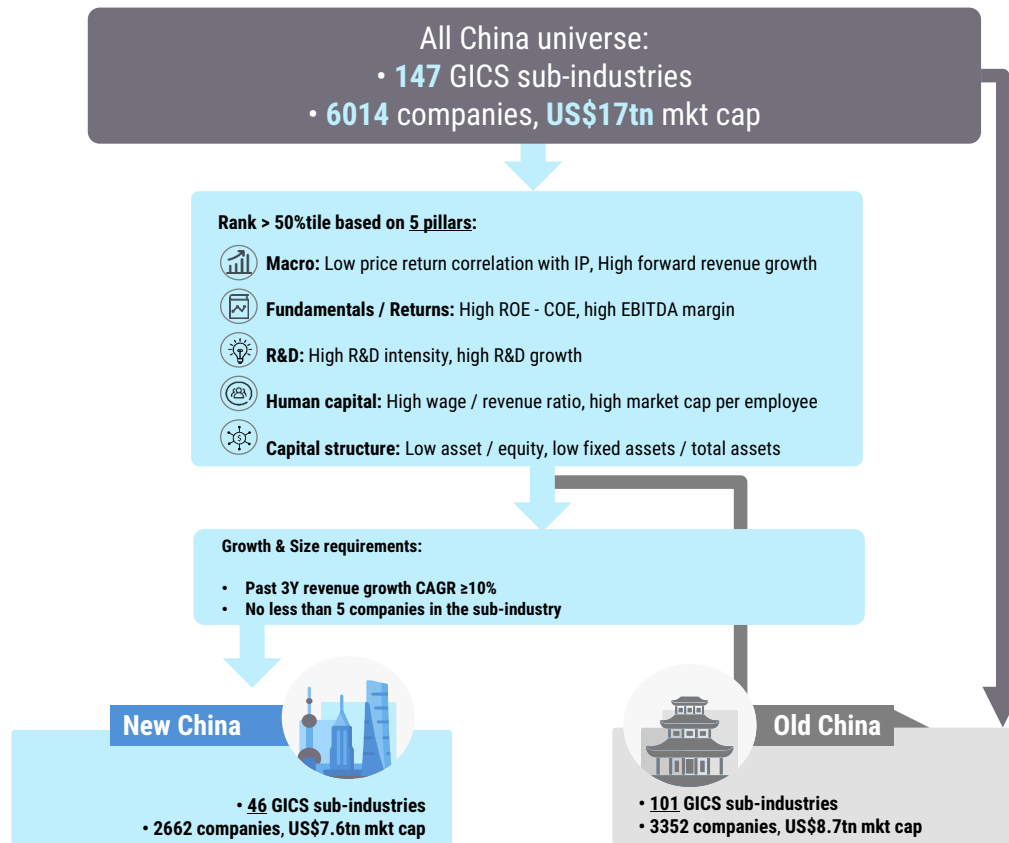 All China universe:
• 147 GICS sub-industries
• 6014 companies, US$17tn mkt cap
Rank > 50%tile based on 5 pillars:
Macro: Low price return correlation with IP, High forward revenue growth
Fundamentals / Returns: High ROE - COE, high EBITDA margin
R&D: High R&D intensity, high R&D growth
Human capital: High wage / revenue ratio, high market cap per employee
Capital structure: Low asset / equity, low fixed assets / total assets
Growth & Size requirements:
• Past 3Y revenue growth CAGR ≥10%
• No less than 5 companies in the sub-industry
New China
• 46 GICS sub-industries
• 2662 companies, US$7.6tn mkt cap
Old China
• 101 GICS sub-industries
• 3352 companies, US$8.7tn mkt cap